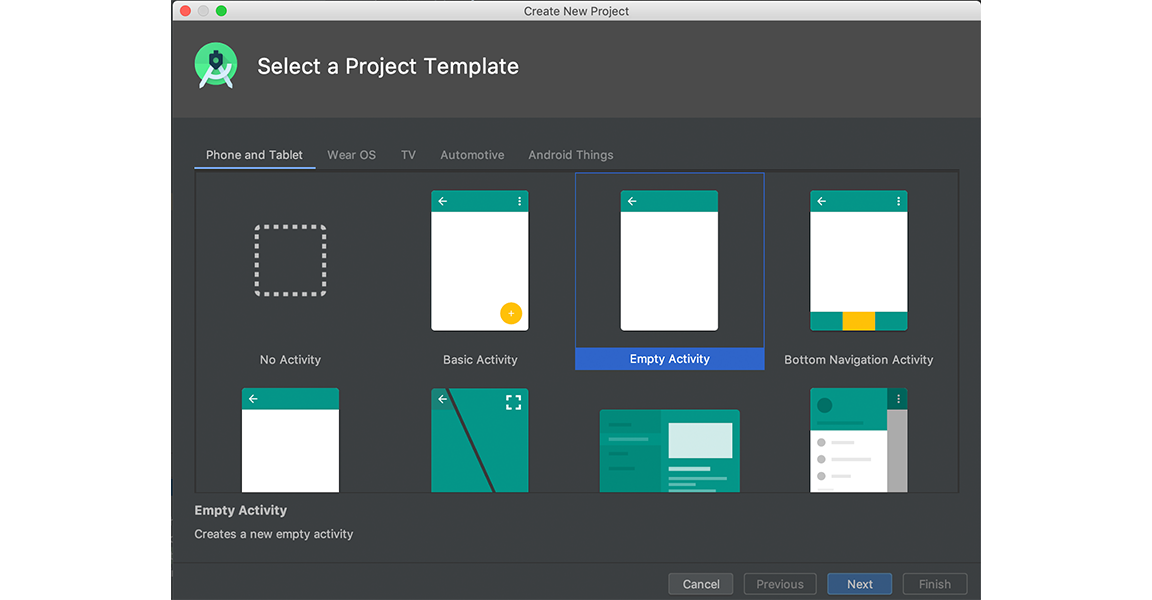 Create New Project
Select a Project Template
Phone and Tablet Wear OS TV Automotive Android Things
No Activity Basic Activity Empty Activity Bottom Navigation Activity
Empty Activity
Creates a new empty activity
Cancel Previous Next Finish